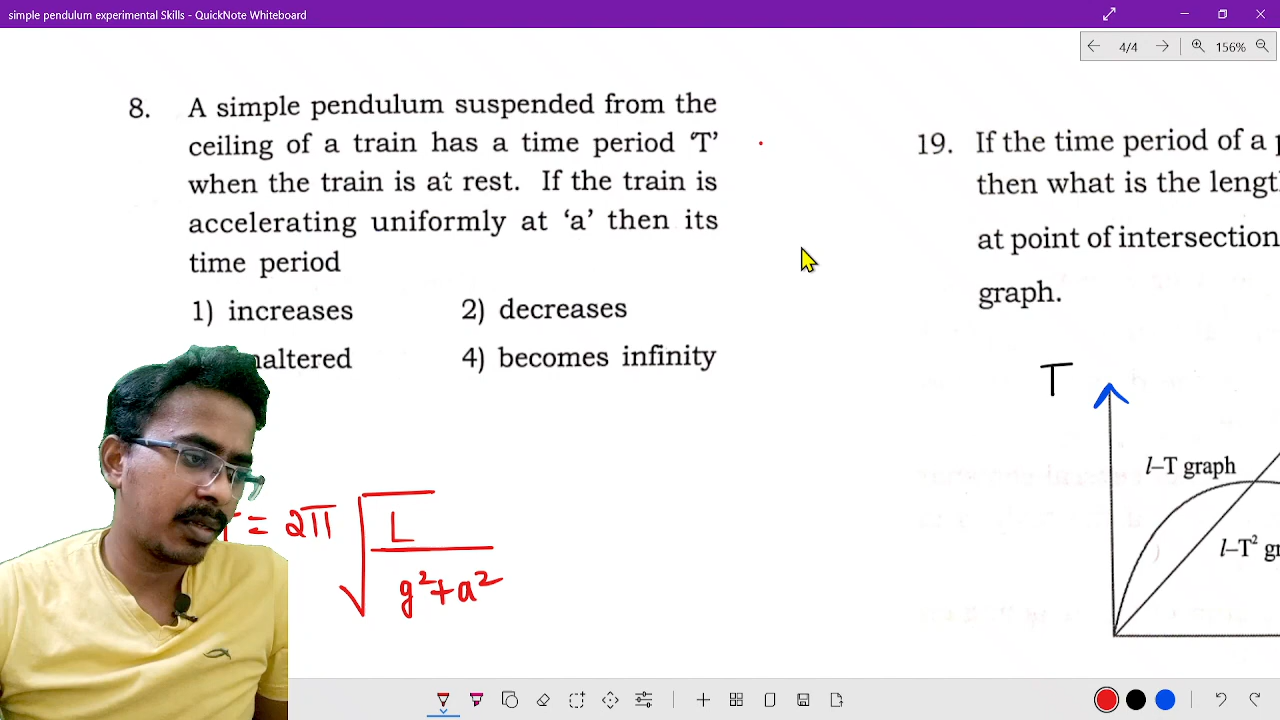 simple pendulum experimental Skills - QuickNote Whiteboard
4/4
156%
8. A simple pendulum suspended from the
ceiling of a train has a time period 'T'
when the train is at rest. If the train is
accelerating uniformly at 'a' then its
time period
1) increases 2) decreases
4) becomes infinity
= 2π √ L
g²+a²
19. If the time period of a
then what is the
at point of intersection
graph.
T
l–T graph
l–T²